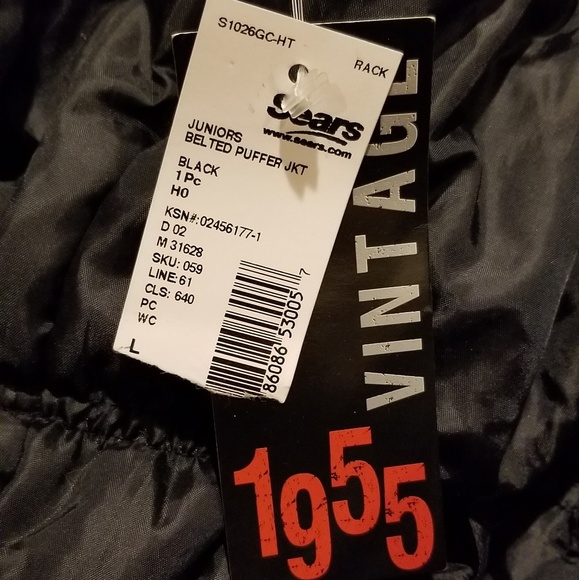 S1026GC-HT
RACK
Sears
www.sears.com
JUNIORS
BELTED PUFFER JKT
BLACK
1 Pc
H0
KSN#:02456177-1
D 02
M 31628
SKU: 059
LINE:61
CLS: 640
PC
WC
L
86086 53005 7
VINTAGE
1955